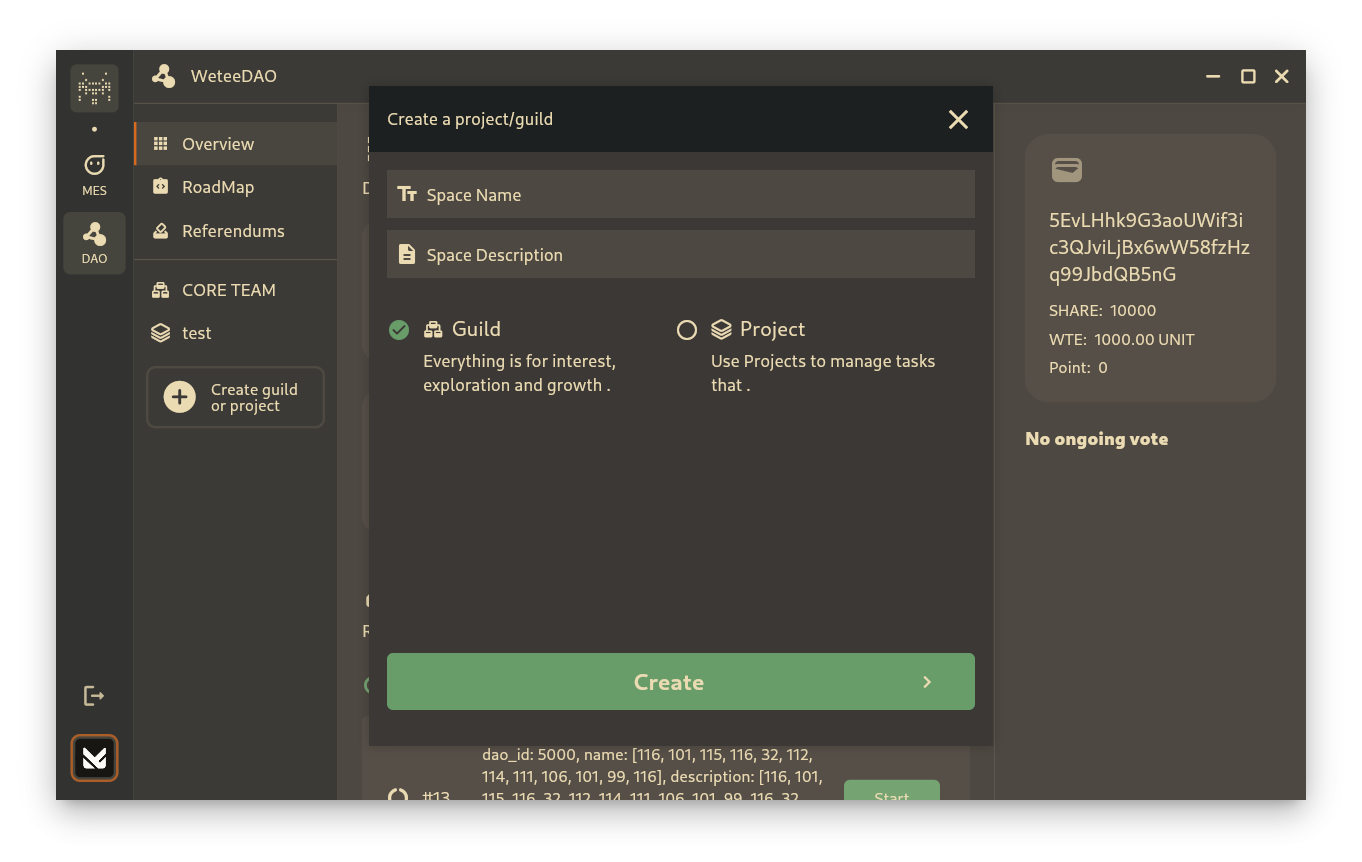 WeteeDAO
MES
DAO
Overview
RoadMap
Referendums
CORE TEAM
test
Create guild
or project
Create a project/guild
Space Name
Space Description
Guild
Everything is for interest,
exploration and growth .
Project
Use Projects to manage tasks
that .
Create
dao_id: 5000, name: [116, 101, 115, 116, 32, 112,
114, 111, 106, 101, 99, 116], description: [116, 101,
115, 116, 32, 112, 114, 111, 106, 101, 99, 116, 32,
#13
Start
5EvLHhk9G3aoUWif3i
c3QJviLjBx6wW58fzHz
q99JbdQB5nG
SHARE: 10000
WTE: 1000.00 UNIT
Point: 0
No ongoing vote